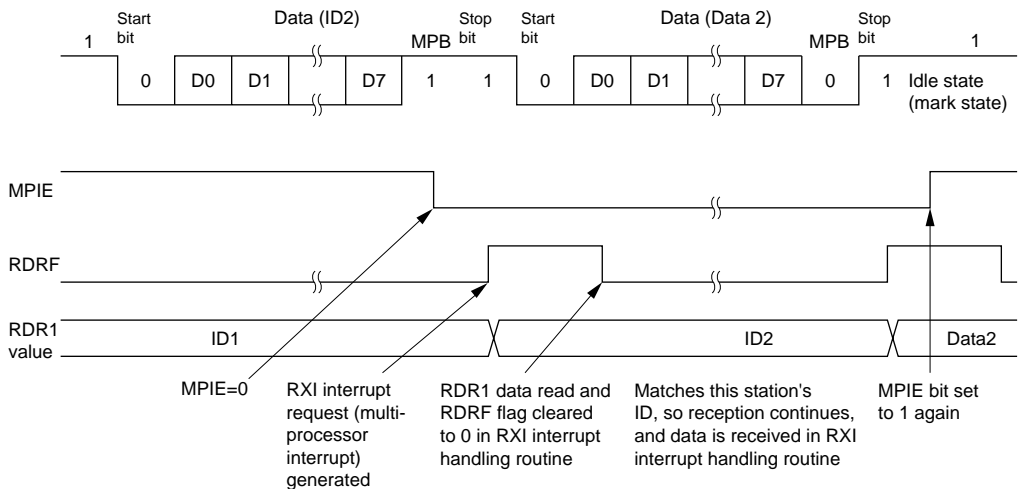 Start bit
Data (ID2)
Stop bit
Start bit
Data (Data 2)
Stop bit
1
MPB
MPB
1
0
D0
D1
D7
1
1
0
D0
D1
D7
0
1
Idle state
(mark state)
MPIE
RDRF
RDR1
value
ID1
ID2
Data2
MPIE=0
RXI interrupt
request (multi-
processor
interrupt)
generated
RDR1 data read and
RDRF flag cleared
to 0 in RXI interrupt
handling routine
Matches this station's
ID, so reception continues,
and data is received in RXI
interrupt handling routine
MPIE bit set
to 1 again